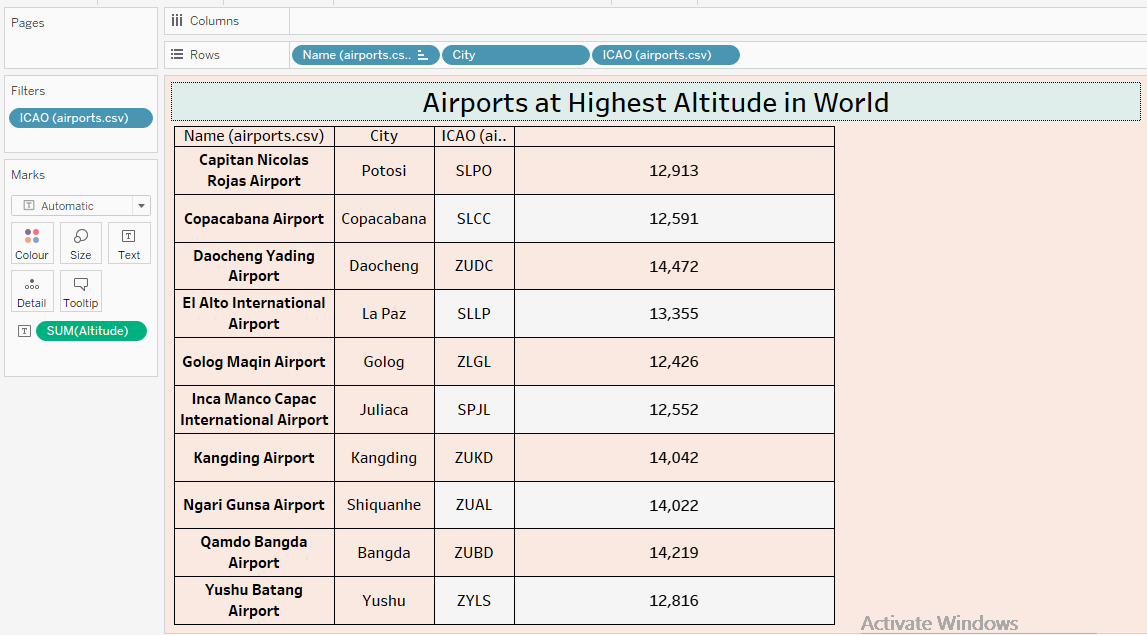 Pages
Columns
Rows
Name (airports.cs..
City
ICAO (airports.csv)
Filters
ICAO (airports.csv)
Marks
Automatic
Colour
Size
Text
Detail
Tooltip
SUM(Altitude)
Airports at Highest Altitude in World
Name (airports.csv) City ICAO (ai..
Capitan Nicolas
Rojas Airport
Potosi SLPO 12,913
Copacabana Airport Copacabana SLCC 12,591
Daocheng Yading
Airport
Daocheng ZUDC 14,472
El Alto International
Airport
La Paz SLLP 13,355
Golog Maqin Airport Golog ZLGL 12,426
Inca Manco Capac
International Airport
Juliaca SPJL 12,552
Kangding Airport Kangding ZUKD 14,042
Ngari Gunsa Airport Shiquanhe ZUAL 14,022
Qamdo Bangda
Airport
Bangda ZUBD 14,219
Yushu Batang
Airport
Yushu ZYLS 12,816
Activate Windows